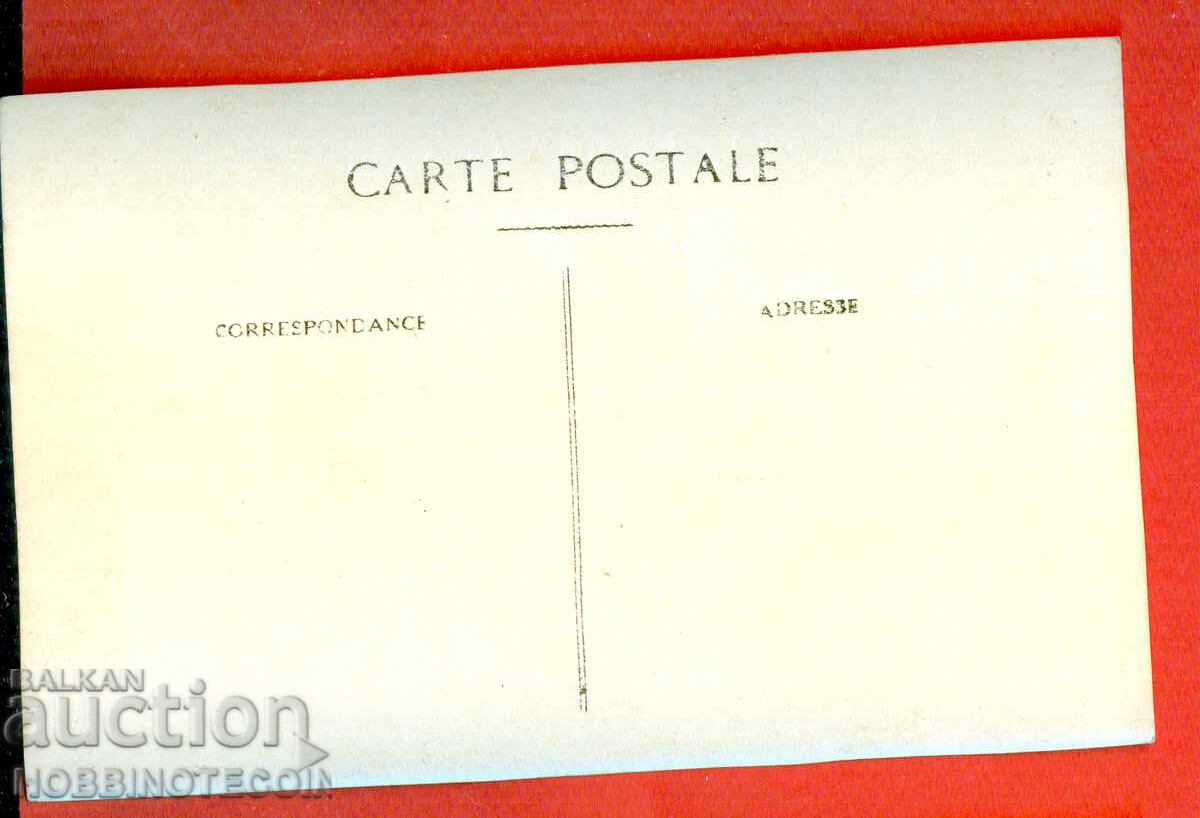 CARTE POSTALE
CORRESPONDANCE
ADRESSE
BALKAN
auction
HOBBINOTECOIN